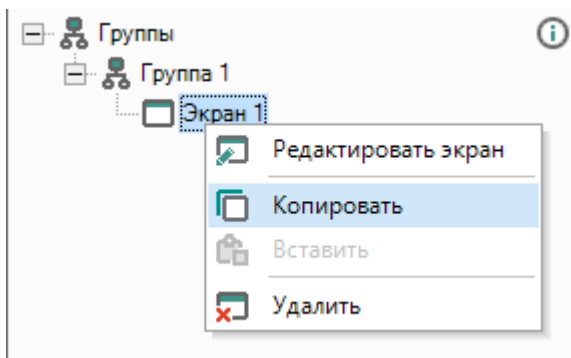 Группы
Группа 1
Экран 1
Редактировать экран
Копировать
Вставить
Удалить